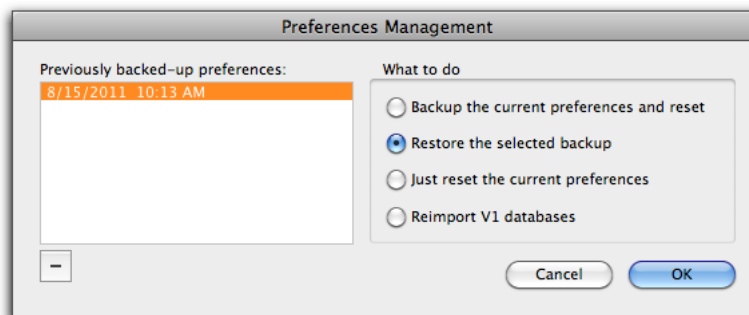 Preferences Management
Previously backed-up preferences:
8/15/2011 10:13 AM
What to do
Backup the current preferences and reset
Restore the selected backup
Just reset the current preferences
Reimport V1 databases
−
Cancel
OK